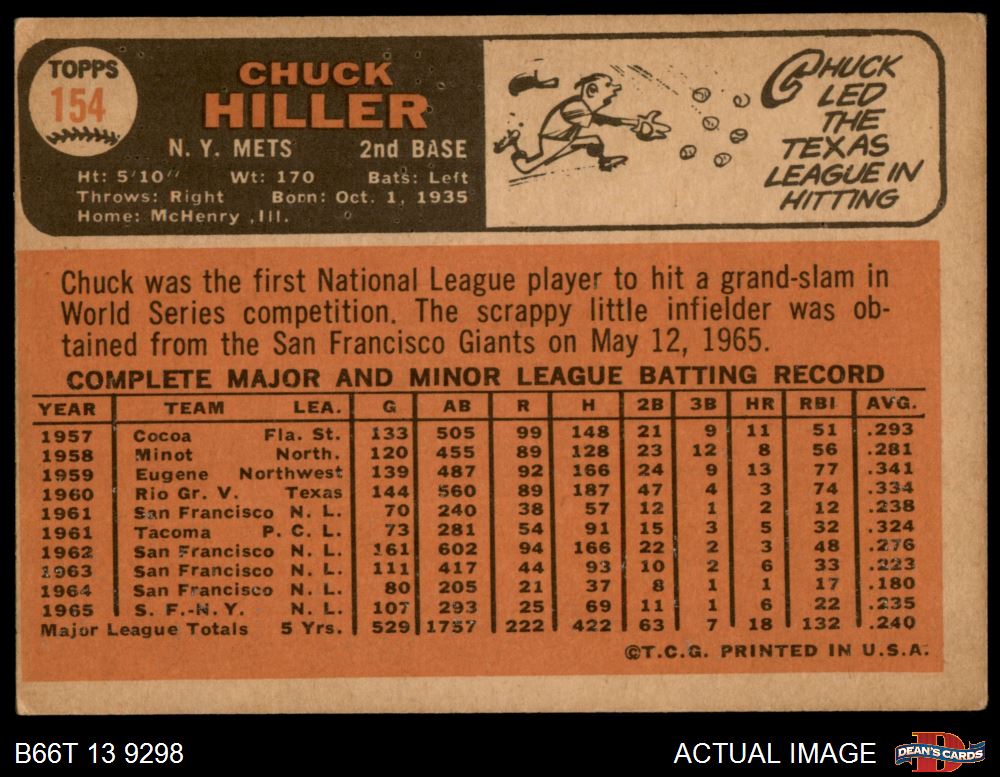 TOPPS
154
CHUCK
HILLER
N. Y. METS 2nd BASE
Ht: 5'10" Wt: 170 Bats: Left
Throws: Right Born: Oct. 1, 1935
Home: McHenry ,Ill.
CHUCK
LED
THE
TEXAS
LEAGUE IN
HITTING
Chuck was the first National League player to hit a grand-slam in
World Series competition. The scrappy little infielder was ob-
tained from the San Francisco Giants on May 12, 1965.
COMPLETE MAJOR AND MINOR LEAGUE BATTING RECORD
YEAR TEAM LEA. G AB R H 2B 3B HR RBI AVG.
1957 Cocoa Fla. St. 133 505 99 148 21 9 11 51 .293
1958 Minot North. 120 455 89 128 23 12 8 56 .281
1959 Eugene Northwest 139 487 92 166 24 9 13 77 .341
1960 Rio Gr. V. Texas 144 560 89 187 47 4 3 74 .334
1961 San Francisco N. L. 70 240 38 57 12 1 2 12 .238
1961 Tacoma P. C. L. 73 281 54 91 15 3 5 32 .324
1962 San Francisco N. L. 161 602 94 166 22 2 3 48 .276
1963 San Francisco N. L. 111 417 44 93 10 2 6 33 .223
1964 San Francisco N. L. 80 205 21 37 8 1 1 17 .180
1965 S. F.-N. Y. N. L. 107 293 25 69 11 1 6 22 .235
Major League Totals 5 Yrs. 529 1757 222 422 63 7 18 132 .240
©T.C.G. PRINTED IN U.S.A.
B66T 13 9298
ACTUAL IMAGE
DEAN'S CARDS